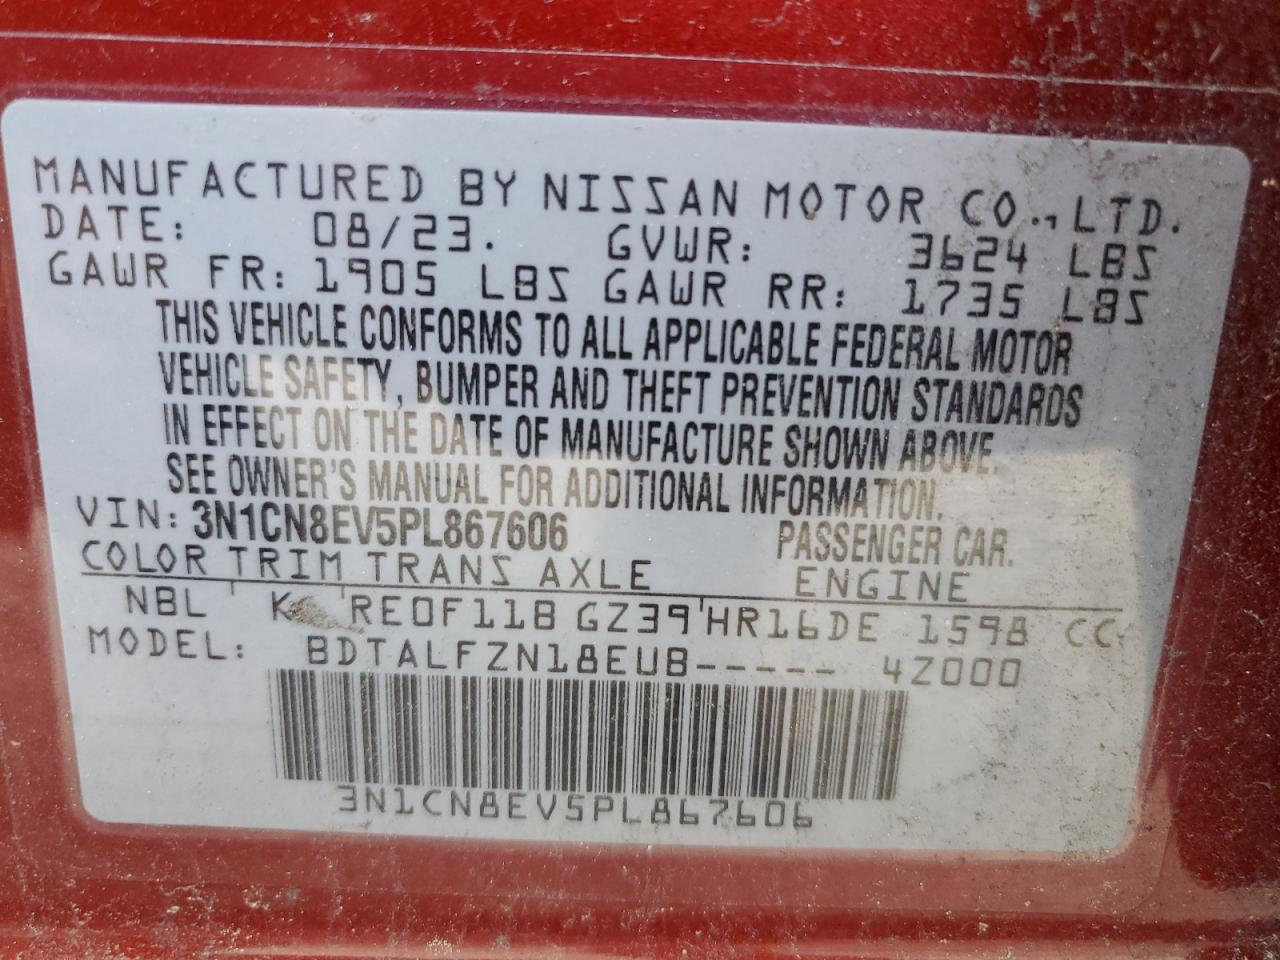 MANUFACTURED BY NISSAN MOTOR CO., LTD.
DATE: 08/23. GVWR: 3624 LBS
GAWR FR: 1905 LBS GAWR RR: 1735 LBS
THIS VEHICLE CONFORMS TO ALL APPLICABLE FEDERAL MOTOR
VEHICLE SAFETY, BUMPER AND THEFT PREVENTION STANDARDS
IN EFFECT ON THE DATE OF MANUFACTURE SHOWN ABOVE.
SEE OWNER'S MANUAL FOR ADDITIONAL INFORMATION.
VIN: 3N1CN8EV5PL867606 PASSENGER CAR.
COLOR TRIM TRANS AXLE ENGINE
NBL RE0F11B GZ39 HR16DE 1598 CC
MODEL: BDTALFZN18EUB----- 4Z000
3N1CN8EV5PL867606